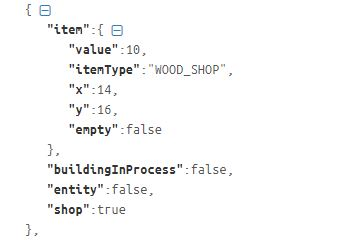 {
"item":{
"value":10,
"itemType":"WOOD_SHOP",
"x":14,
"y":16,
"empty":false
},
"buildingInProcess":false,
"entity":false,
"shop":true
},